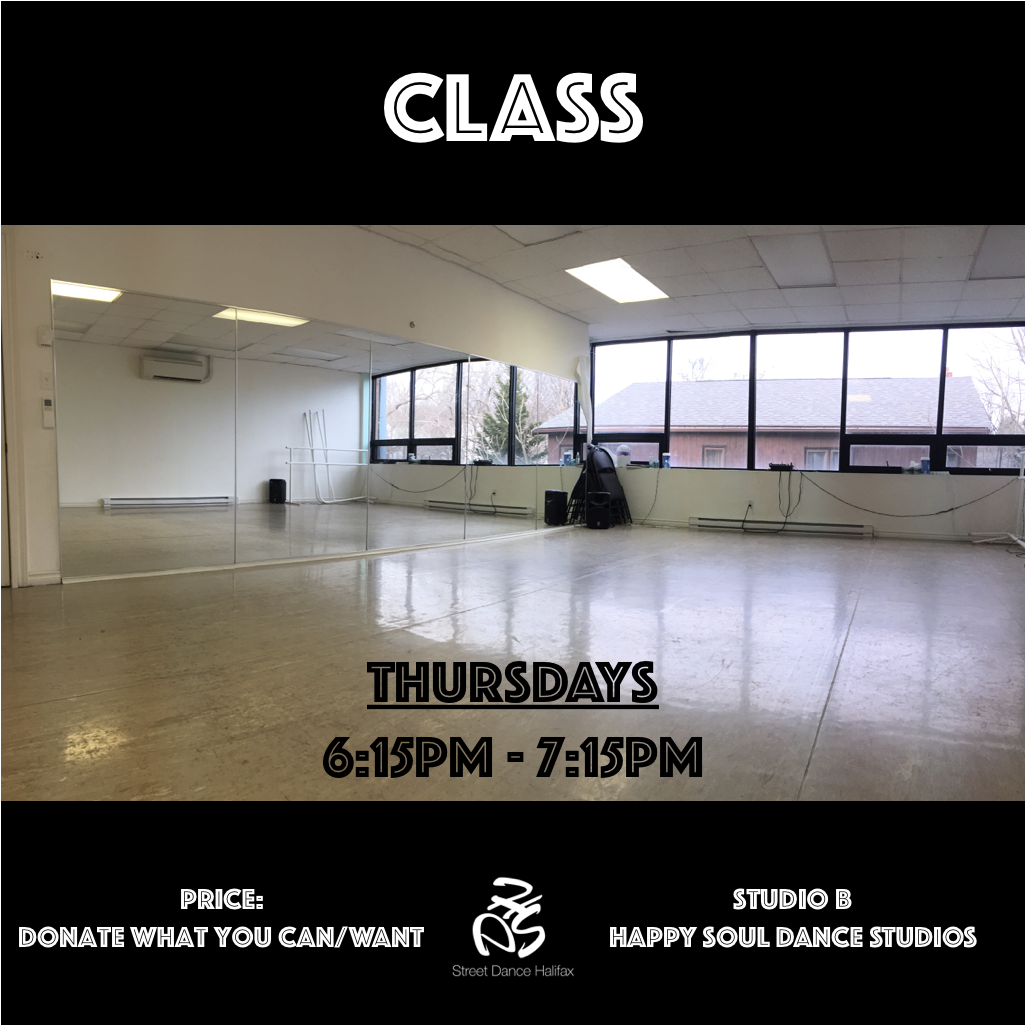 CLASS
THURSDAYS
6:15PM - 7:15PM
PRICE:
DONATE WHAT YOU CAN/WANT
STUDIO B
HAPPY SOUL DANCE STUDIOS
SDH
Street Dance Halifax